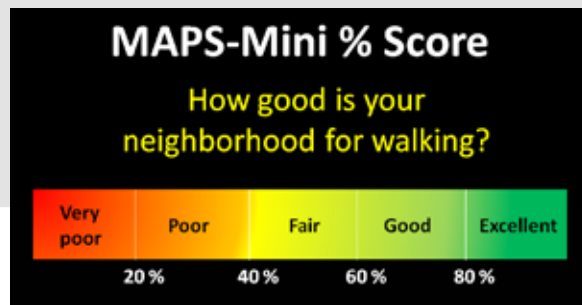 MAPS-Mini % Score
How good is your
neighborhood for walking?
Very
poor
Poor
Fair
Good
Excellent
20 %
40 %
60 %
80 %